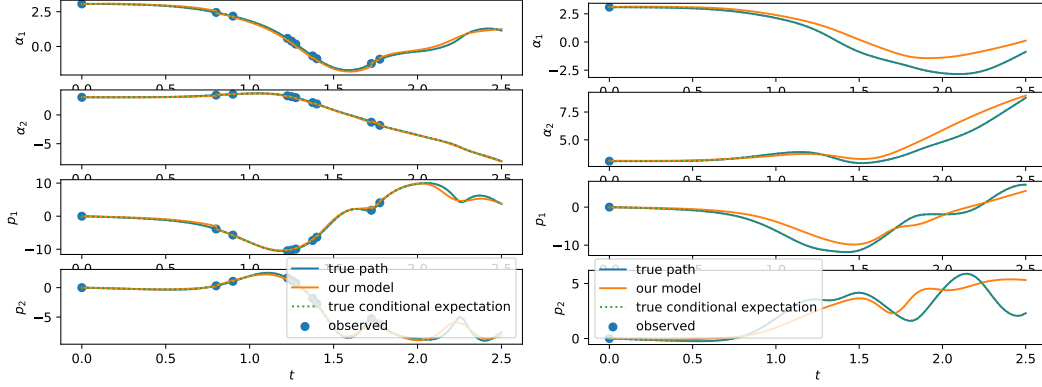 2.5
0.0
α₁
0.0 0.5 1.0 1.5 2.0 2.5
0
−5
α₂
0.0 0.5 1.0 1.5 2.0 2.5
10
0
−10
p₁
0.0 0.5 1.0 1.5 2.0 2.5
0
−5
p₂
true path
our model
true conditional expectation
observed
0.0 0.5 1.0 1.5 2.0 2.5
t
2.5
0.0
−2.5
α₁
0.0 0.5 1.0 1.5 2.0 2.5
7.5
5.0
α₂
0.0 0.5 1.0 1.5 2.0 2.5
0
−10
p₁
0.0 0.5 1.0 1.5 2.0 2.5
5
0
p₂
true path
our model
true conditional expectation
observed
0.0 0.5 1.0 1.5 2.0 2.5
t